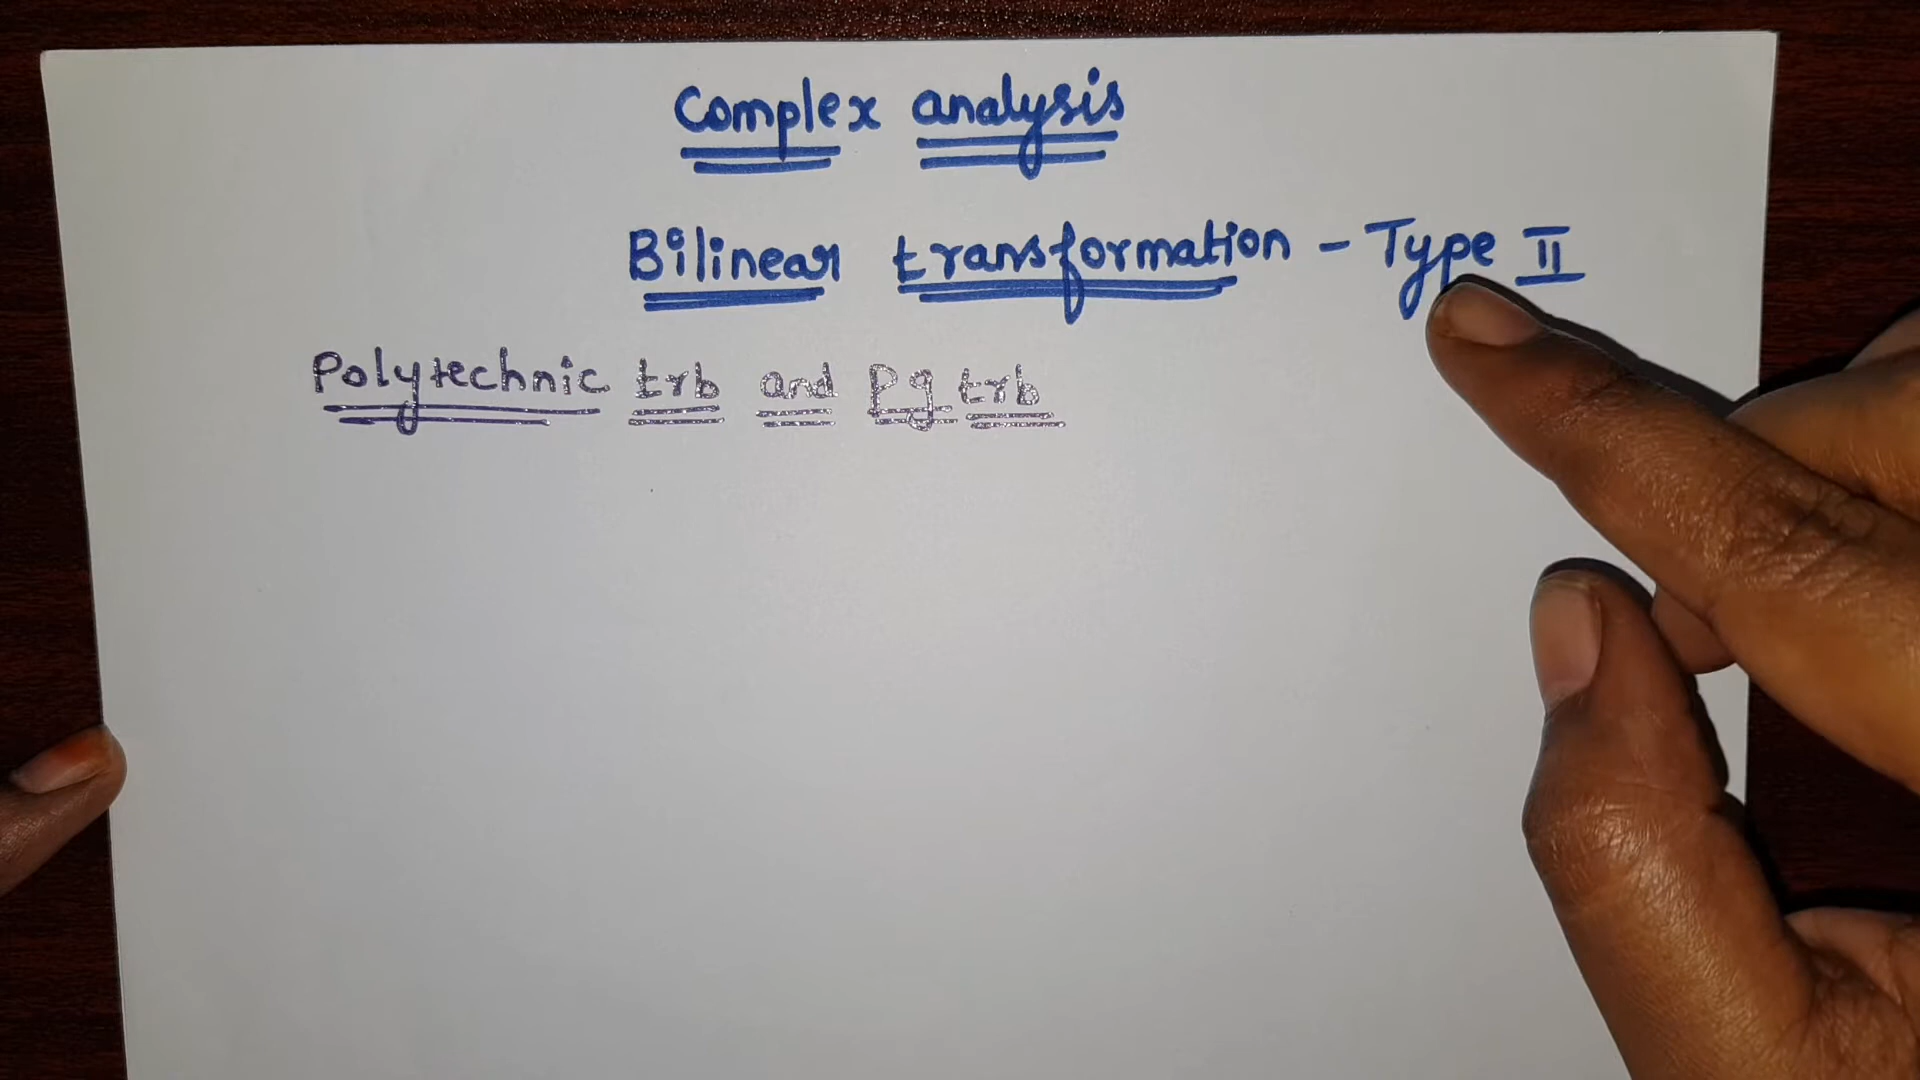 Complex analysis
Bilinear transformation - Type II
Polytechnic trb and Pg trb